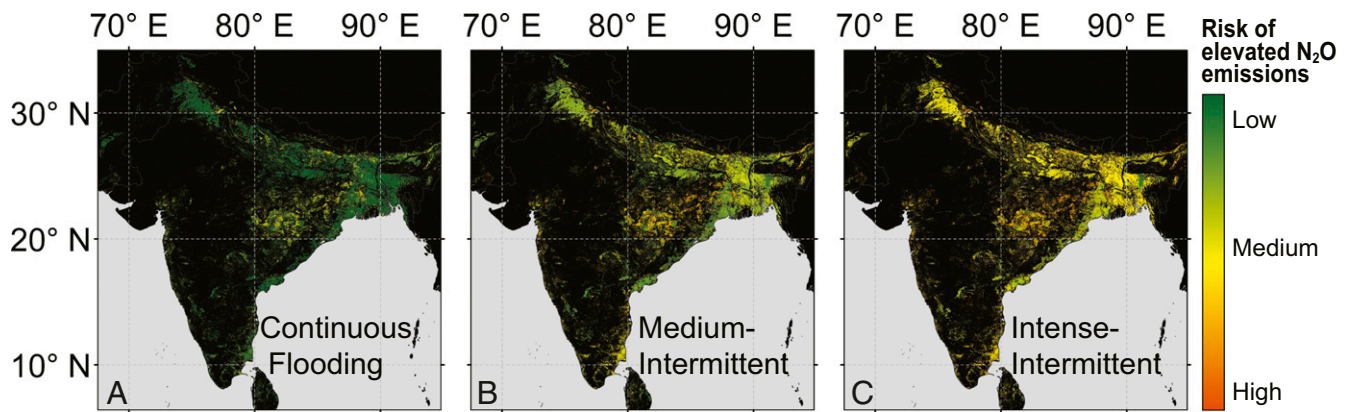 70° E 80° E 90° E
70° E 80° E 90° E
70° E 80° E 90° E
30° N
20° N
10° N
Continuous
Flooding
A
Medium-
Intermittent
B
Intense-
Intermittent
C
Risk of
elevated N₂O
emissions
Low
Medium
High